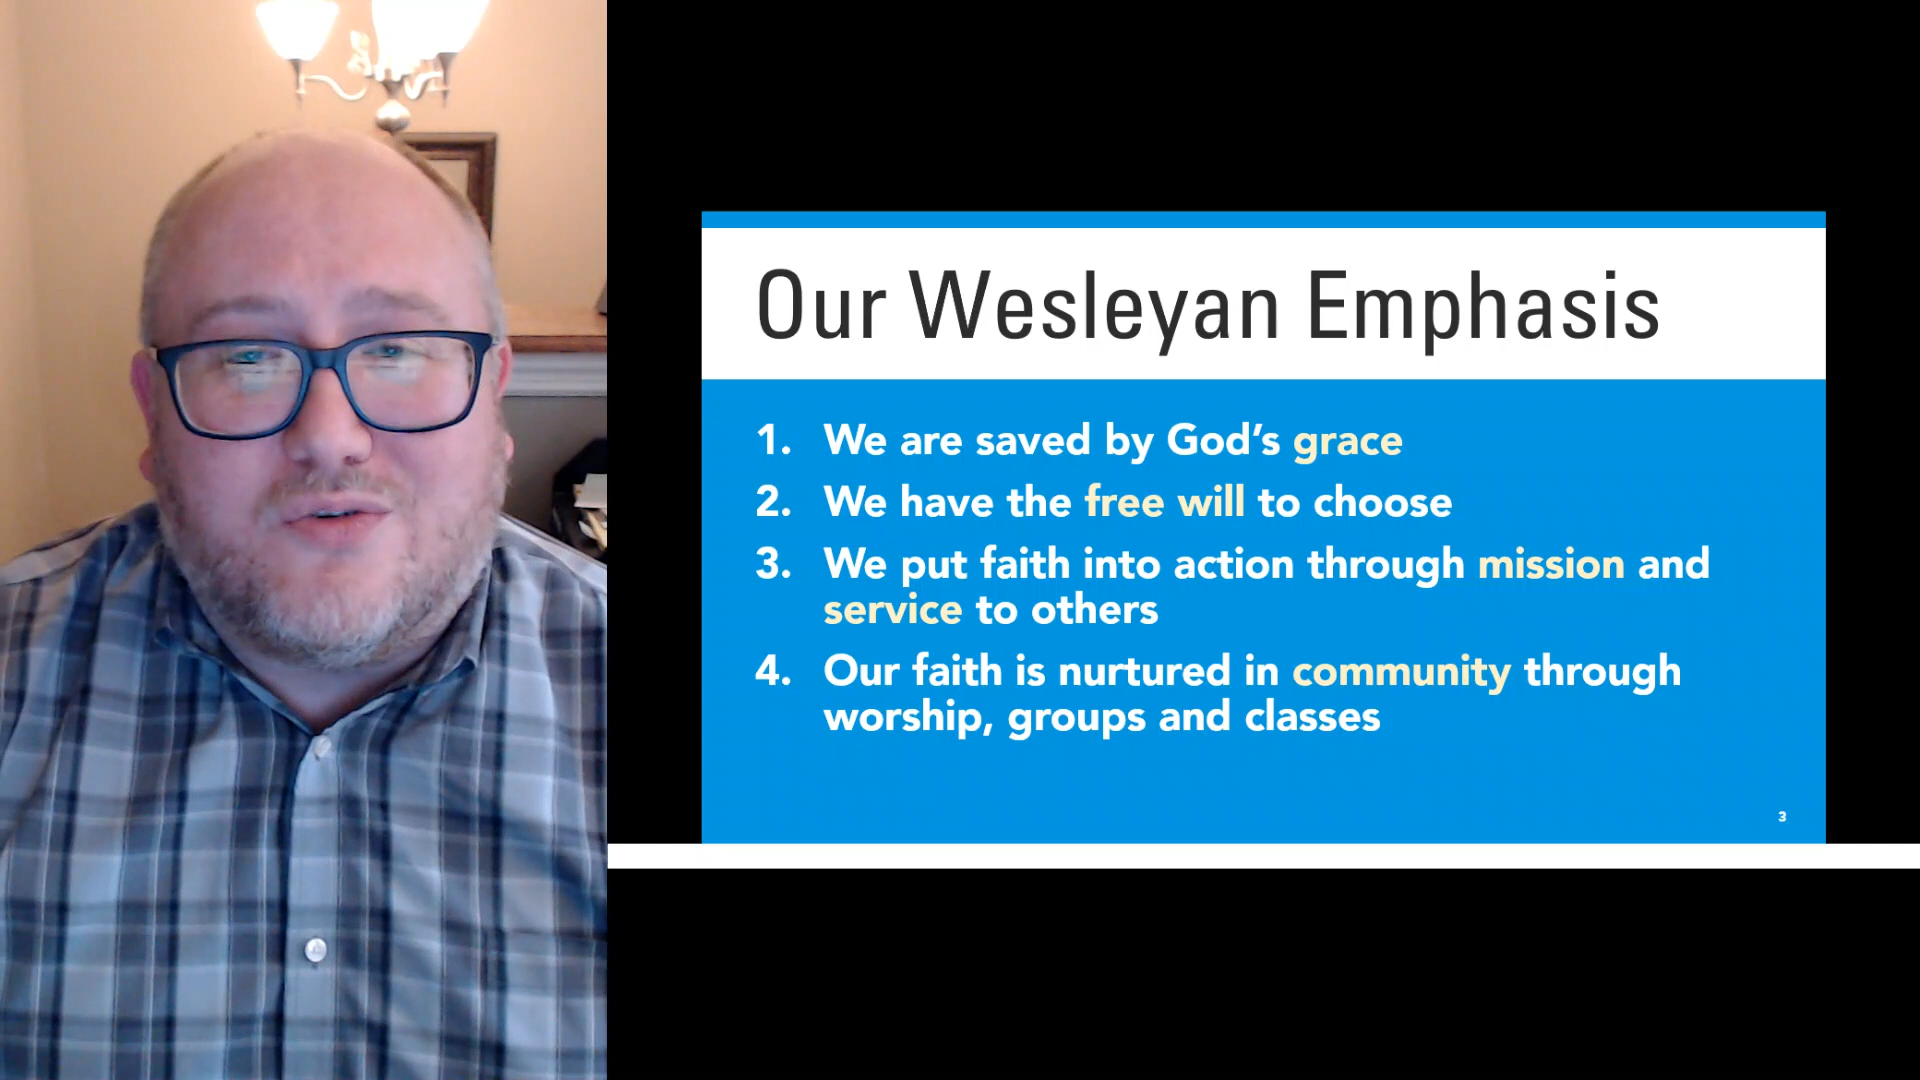 Our Wesleyan Emphasis
1. We are saved by God’s grace
2. We have the free will to choose
3. We put faith into action through mission and
service to others
4. Our faith is nurtured in community through
worship, groups and classes
3